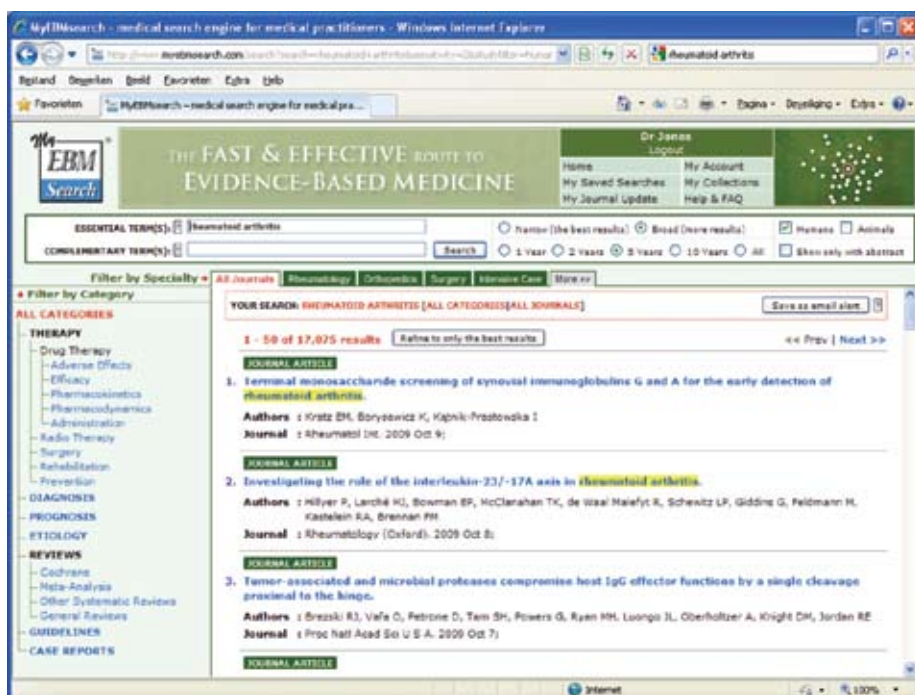 MyEBMsearch - medical search engine for medical practitioners - Windows Internet Explorer
rheumatoid arthritis
Bestand Bewerken Beeld Favorieten Extra Help
Favorieten MyEBMsearch - medical search engine for medical pra...
Pagina Beveiliging Extra
My EBM Search
THE FAST & EFFECTIVE ROUTE TO
EVIDENCE-BASED MEDICINE
Dr Jones
Logout
Home My Account
My Saved Searches My Collections
My Journal Update Help & FAQ
ESSENTIAL TERM(S): rheumatoid arthritis Narrow (the best results) Broad (more results) Humans Animals
COMPLEMENTARY TERM(S): Search 1 Year 2 Years 5 Years 10 Years All Show only with abstract
Filter by Specialty All Journals Rheumatology Orthopedics Surgery Intensive Care More >>
Filter by Category
ALL CATEGORIES
THERAPY
Drug Therapy
Adverse Effects
Efficacy
Pharmacokinetics
Pharmacodynamics
Administration
Radio Therapy
Surgery
Rehabilitation
Prevention
DIAGNOSIS
PROGNOSIS
ETIOLOGY
REVIEWS
Cochrane
Meta-Analysis
Other Systematic Reviews
General Reviews
GUIDELINES
CASE REPORTS
YOUR SEARCH: RHEUMATOID ARTHRITIS [ALL CATEGORIES][ALL JOURNALS] Save as email alert
1 - 50 of 17,075 results Refine to only the best results << Prev | Next >>
JOURNAL ARTICLE
1. Terminal monosaccharide screening of synovial immunoglobulins G and A for the early detection of
rheumatoid arthritis.
Authors : Kratz EM, Borysewicz K, Katnik-Prastowska I
Journal : Rheumatol Int. 2009 Oct 9;
JOURNAL ARTICLE
2. Investigating the role of the interleukin-23/-17A axis in rheumatoid arthritis.
Authors : Hillyer P, Larché MJ, Bowman EP, McClanahan TK, de Waal Malefyt R, Schewitz LP, Giddins G, Feldmann M,
Kastelein RA, Brennan FM
Journal : Rheumatology (Oxford). 2009 Oct 8;
JOURNAL ARTICLE
3. Tumor-associated and microbial proteases compromise host IgG effector functions by a single cleavage
proximal to the hinge.
Authors : Brezski RJ, Vafa O, Petrone D, Tam SH, Powers G, Ryan MH, Luongo JL, Oberholtzer A, Knight DM, Jordan RE
Journal : Proc Natl Acad Sci U S A. 2009 Oct 7;
JOURNAL ARTICLE
Internet 100%